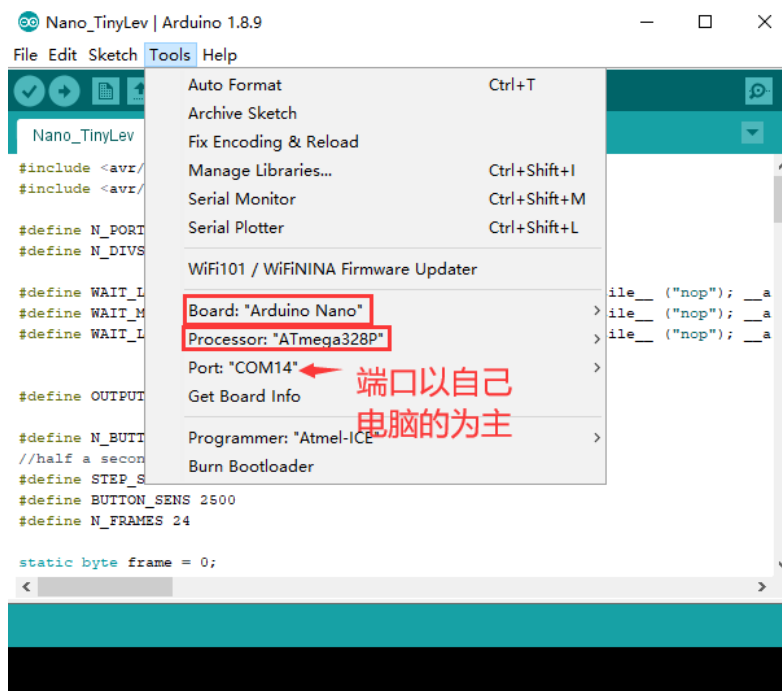 Nano_TinyLev | Arduino 1.8.9
File Edit Sketch Tools Help
Auto Format Ctrl+T
Archive Sketch
Nano_TinyLev
Fix Encoding & Reload
#include <avr/
Manage Libraries... Ctrl+Shift+I
#include <avr/
Serial Monitor Ctrl+Shift+M
#define N_PORT
Serial Plotter Ctrl+Shift+L
#define N_DIVS
WiFi101 / WiFiNINA Firmware Updater
#define WAIT_L ile__ ("nop"); __a
Board: "Arduino Nano"
#define WAIT_M ile__ ("nop"); __a
#define WAIT_L ile__ ("nop"); __a
Processor: "ATmega328P"
Port: "COM14"
端口以自己
电脑的为主
#define OUTPUT
Get Board Info
#define N_BUTT
Programmer: "Atmel-ICE"
//half a secon
Burn Bootloader
#define STEP_S
#define BUTTON_SENS 2500
#define N_FRAMES 24
static byte frame = 0;